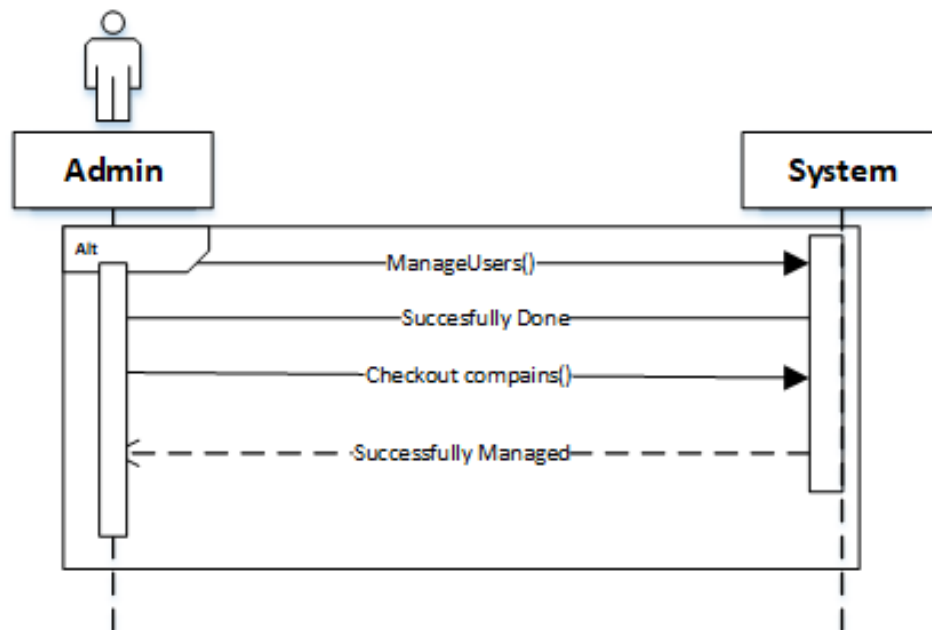 Admin
System
Alt
ManageUsers()
Succesfully Done
Checkout compains()
Successfully Managed